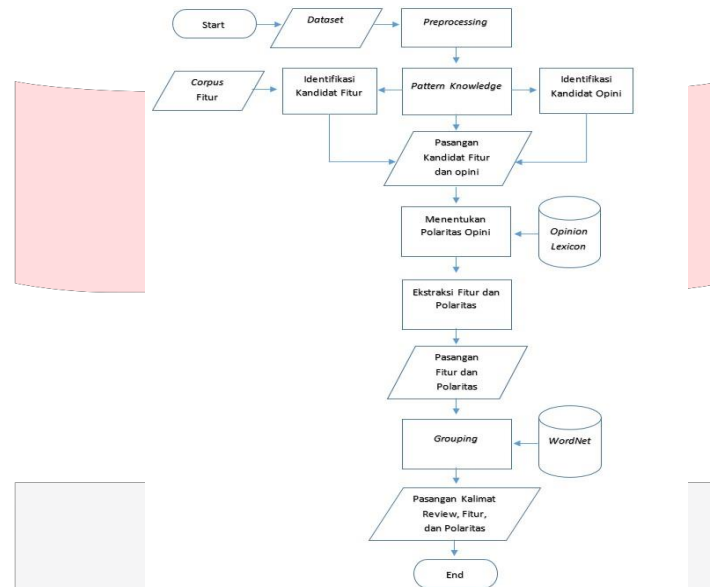 Start
Dataset
Preprocessing
Corpus
Fitur
Identifikasi
Kandidat Fitur
Pattern Knowledge
Identifikasi
Kandidat Opini
Pasangan
Kandidat Fitur
dan opini
Menentukan
Polaritas Opini
Opinion
Lexicon
Ekstraksi Fitur dan
Polaritas
Pasangan
Fitur dan
Polaritas
Grouping
WordNet
Pasangan Kalimat
Review, Fitur,
dan Polaritas
End